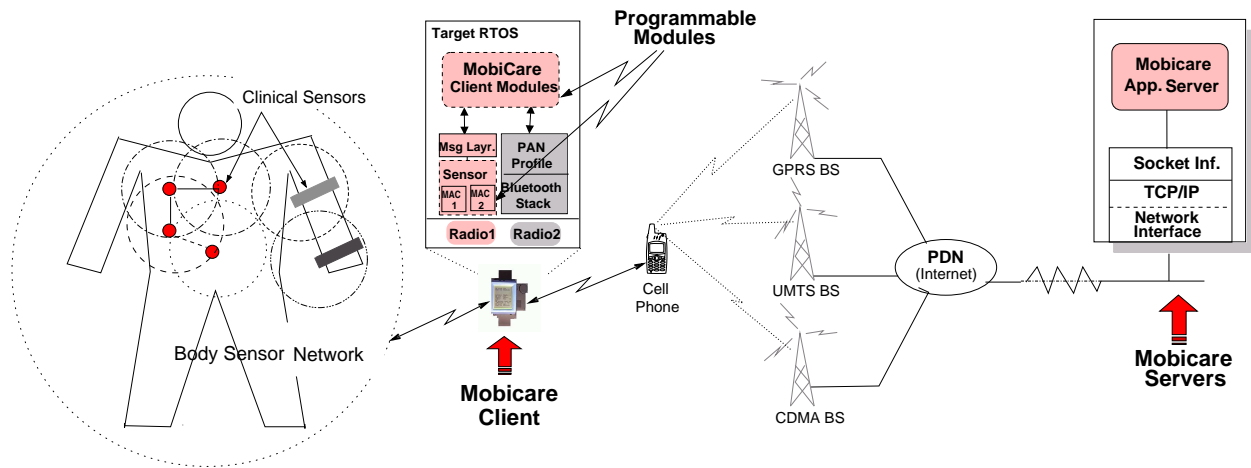 Clinical Sensors
Body Sensor Network
Target RTOS
MobiCare
Client Modules
Msg Layr.
Sensor
MAC
1
MAC
2
PAN
Profile
Bluetooth
Stack
Radio1
Radio2
Programmable
Modules
Mobicare
Client
Cell
Phone
GPRS BS
UMTS BS
CDMA BS
PDN
(Internet)
Mobicare
App. Server
Socket Inf.
TCP/IP
Network
Interface
Mobicare
Servers